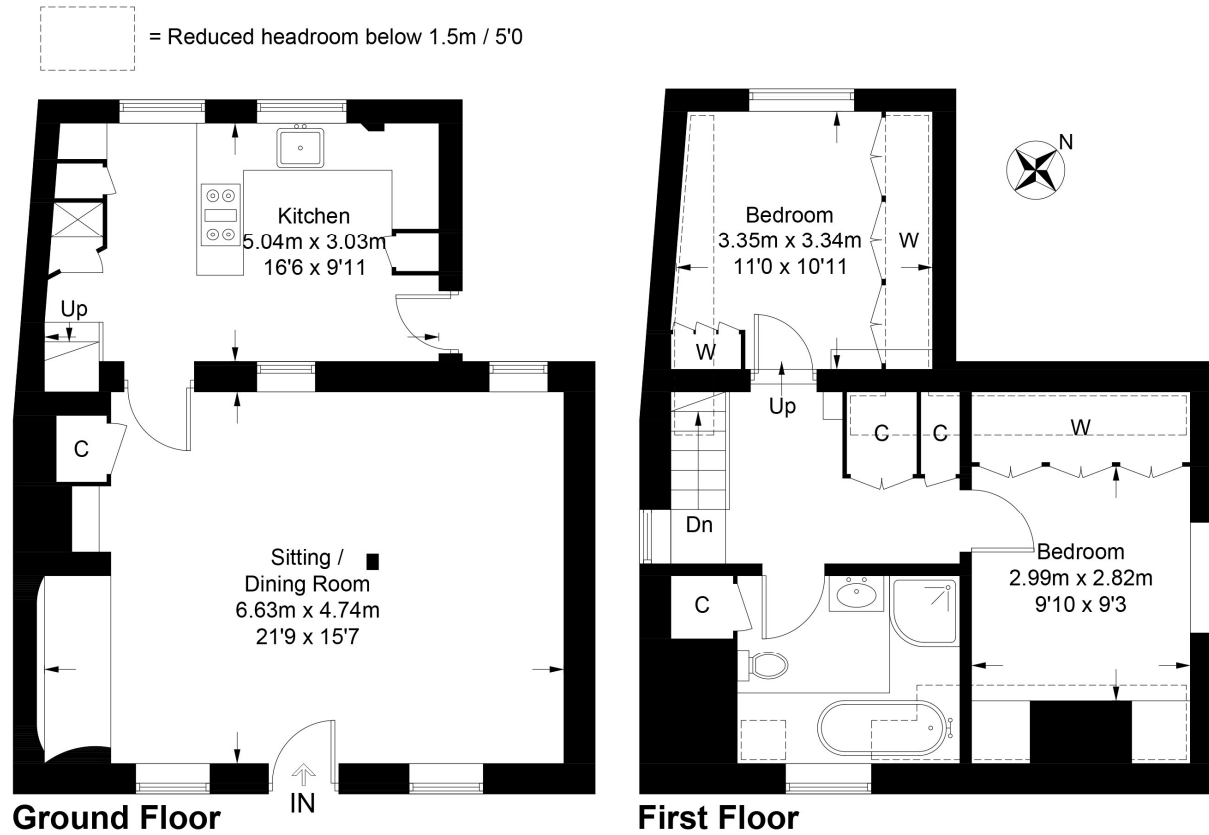 = Reduced headroom below 1.5m / 5'0
Kitchen
5.04m x 3.03m
16'6 x 9'11
Up
C
Sitting /
Dining Room
6.63m x 4.74m
21'9 x 15'7
IN
Ground Floor
N
Bedroom
3.35m x 3.34m
11'0 x 10'11
W
W
Up
C
C
W
Dn
Bedroom
2.99m x 2.82m
9'10 x 9'3
C
First Floor